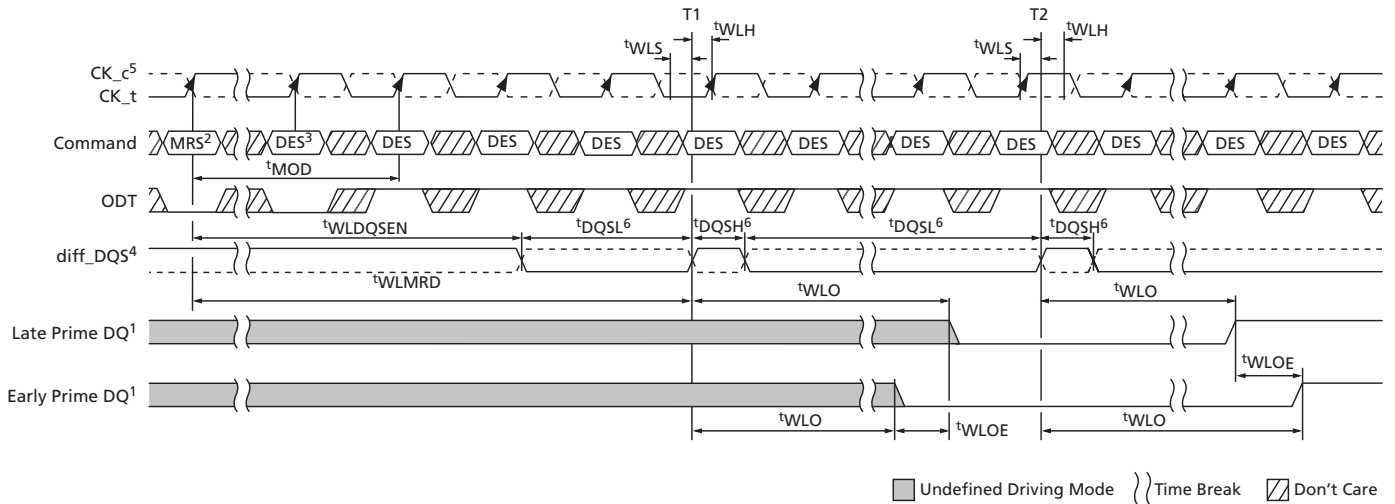 T1 T2
tWLH tWLH
tWLS tWLS
CK_c5
CK_t
Command MRS2 DES3 DES DES DES DES DES DES DES DES DES DES
tMOD
ODT
tWLDQSEN tDQSL6 tDQSH6 tDQSL6 tDQSH6
diff_DQS4
tWLMRD tWLO tWLO
Late Prime DQ1
tWLOE
Early Prime DQ1
tWLO tWLOE tWLO
Undefined Driving Mode Time Break Don't Care